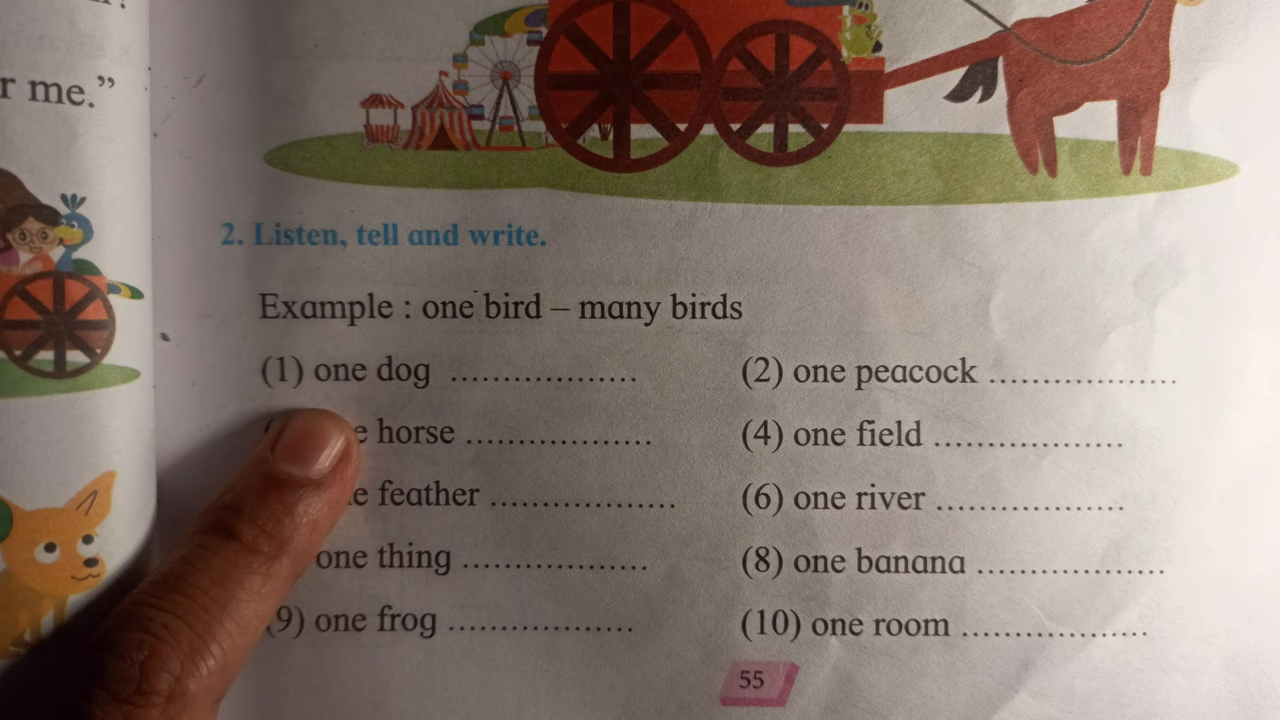 r me.”
2. Listen, tell and write.
Example : one bird – many birds
(1) one dog .................. (2) one peacock ..................
horse .................. (4) one field ..................
feather .................. (6) one river ..................
one thing .................. (8) one banana ..................
9) one frog .................. (10) one room ..................
55